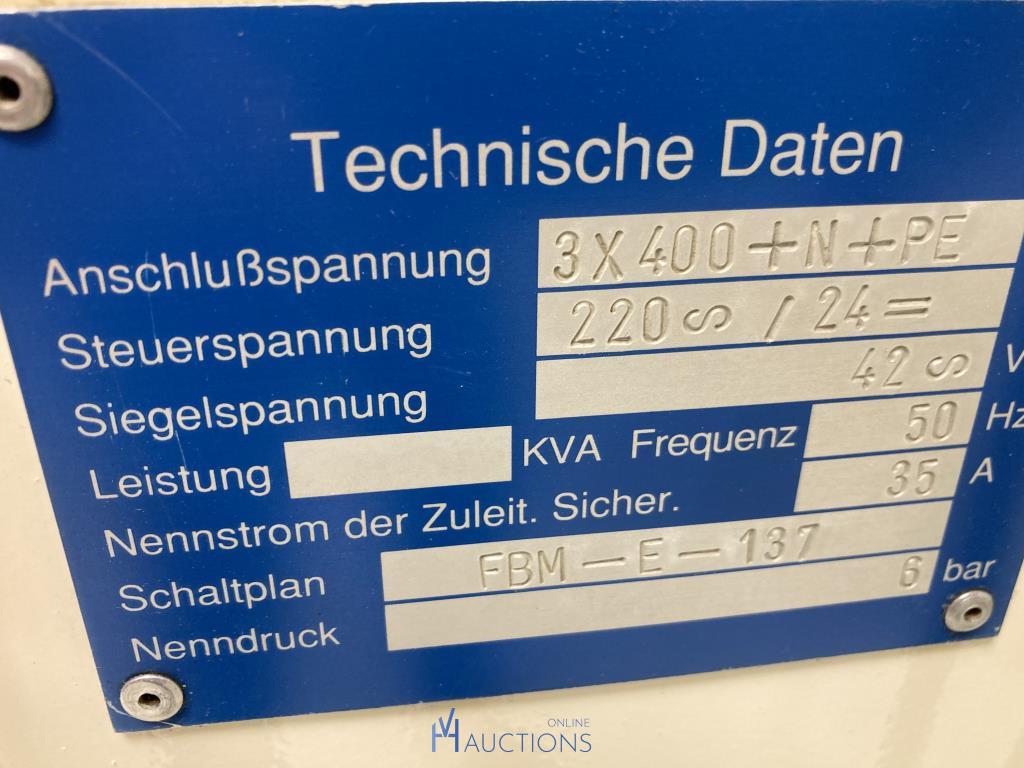 Technische Daten
Anschlußspannung 3X400+N+PE
Steuerspannung 220∽ / 24=
Siegelspannung 42∽ V
Leistung KVA Frequenz 50 Hz
Nennstrom der Zuleit. Sicher. 35 A
Schaltplan FBM-E-137
Nenndruck 6 bar
ONLINE
AUCTIONS